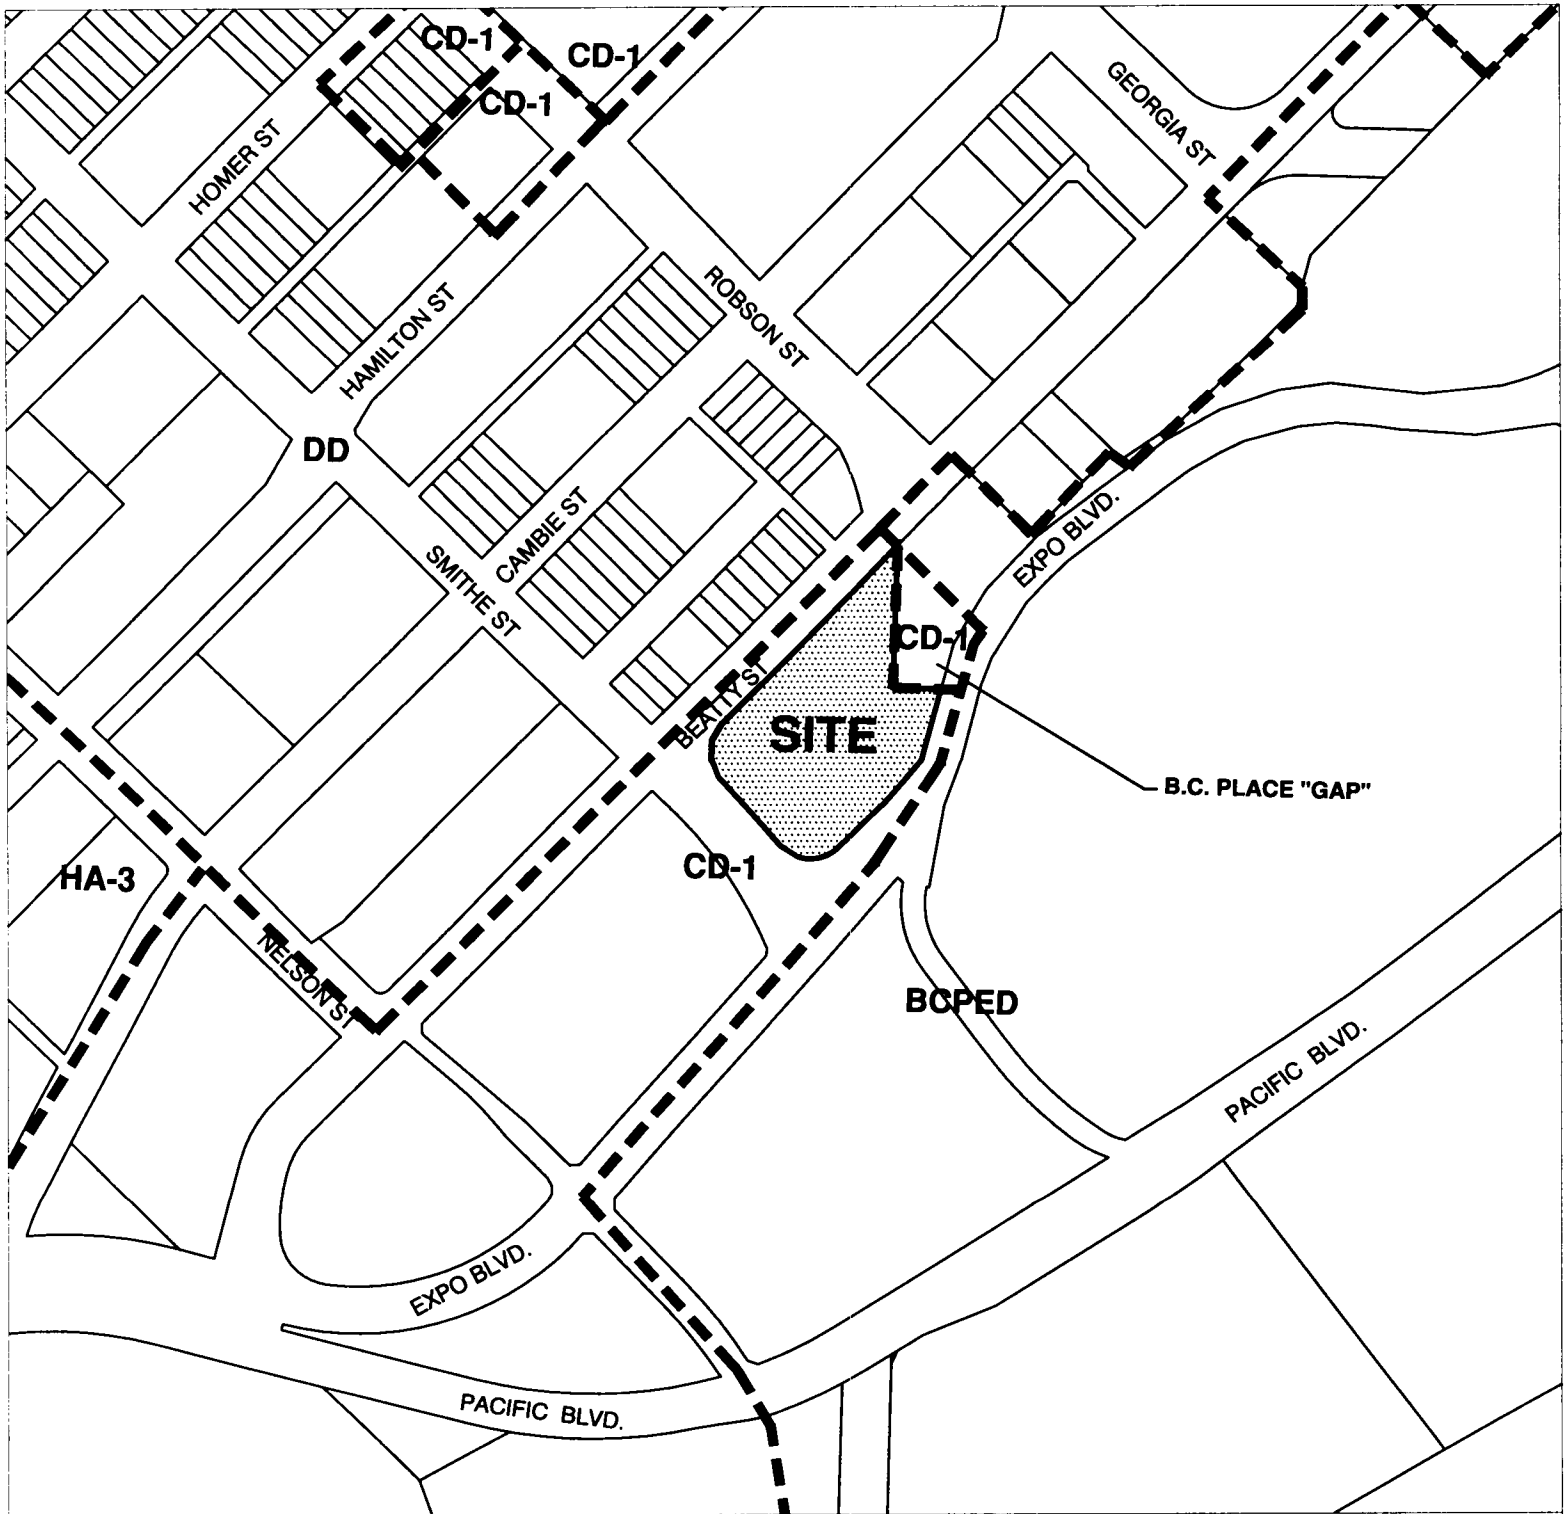 CD-1
CD-1
CD-1
GEORGIA ST
HOMER ST
ROBSON ST
HAMILTON ST
DD
CAMBIE ST
EXPO BLVD.
SMITHE ST
CD-1
BEATTY ST
SITE
B.C. PLACE "GAP"
CD-1
HA-3
NELSON ST
BCPED
PACIFIC BLVD.
EXPO BLVD.
PACIFIC BLVD.